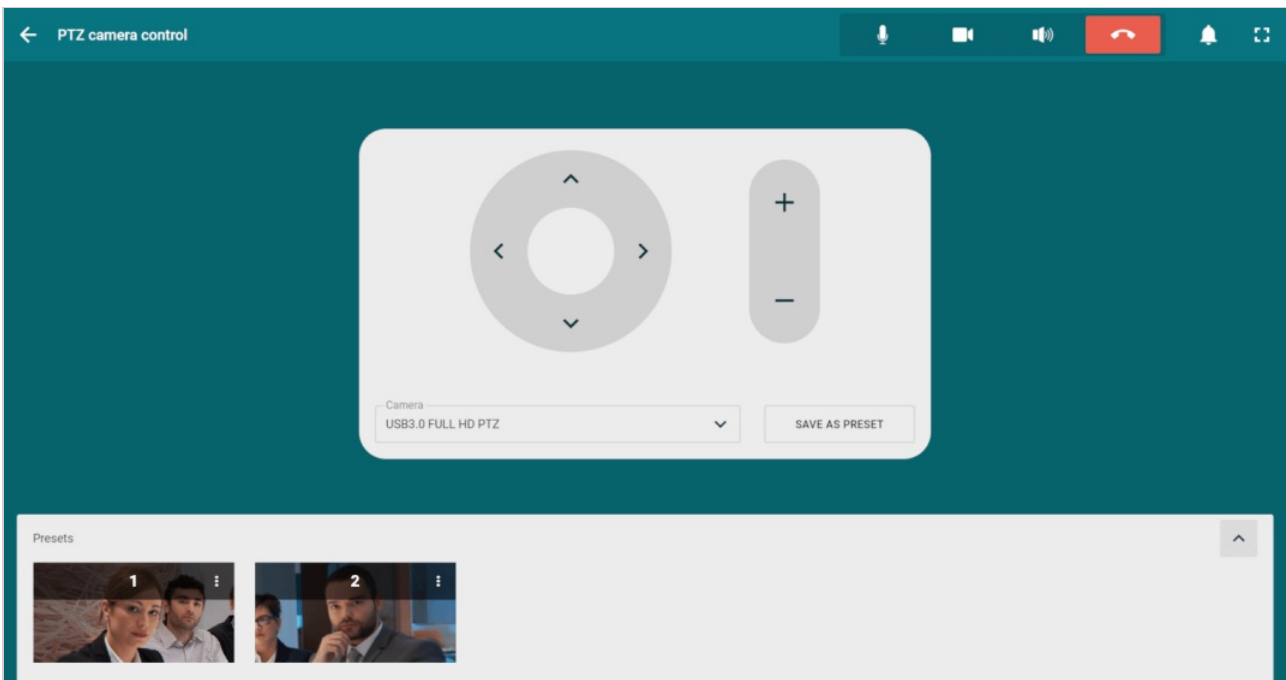 PTZ camera control
Camera
USB3.0 FULL HD PTZ
SAVE AS PRESET
Presets
1
2